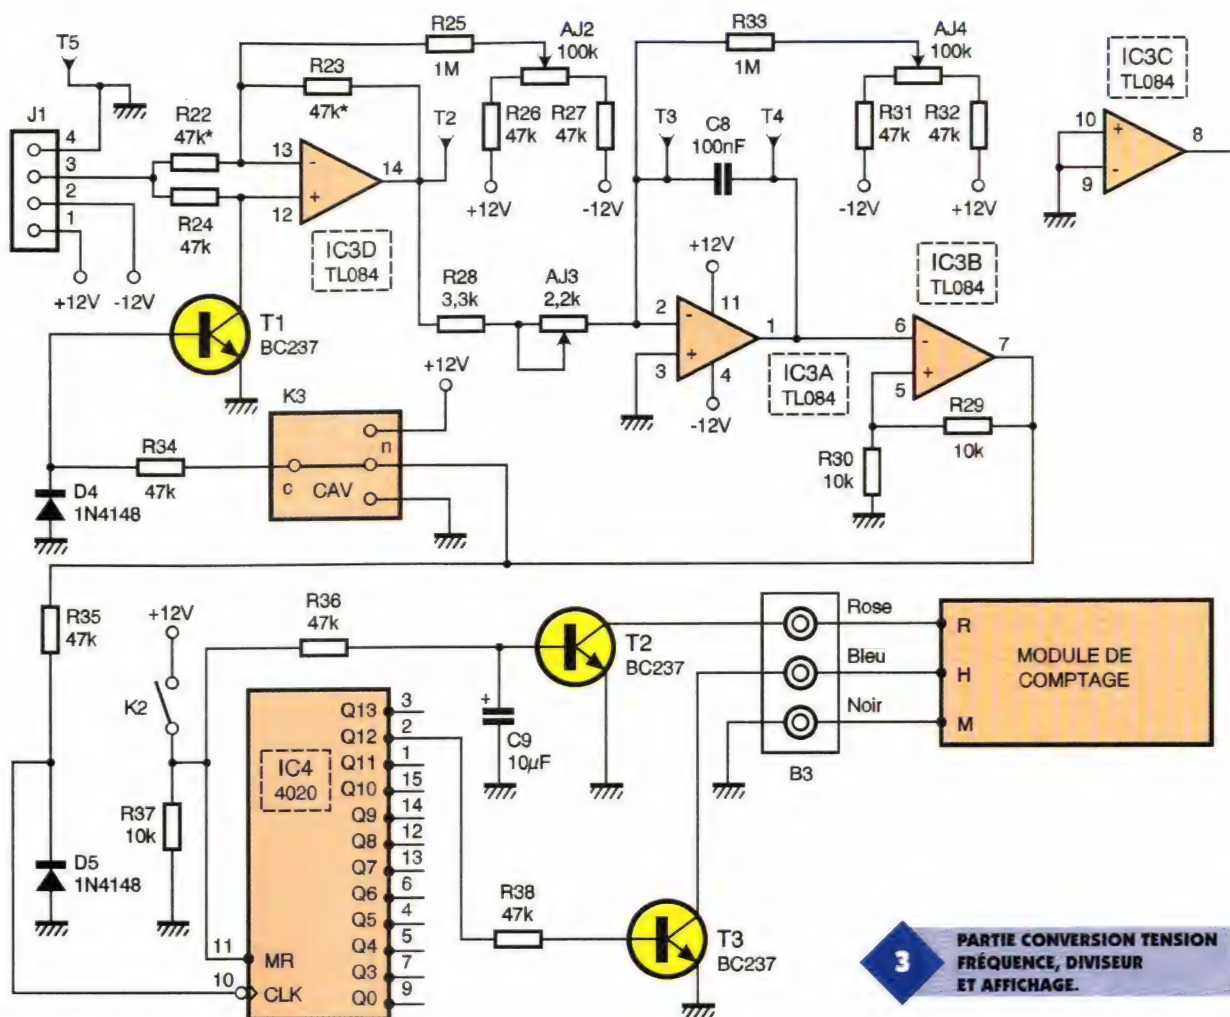 T5
J1
4
3
2
1
+12V
-12V
R22
47k*
R24
47k
R25
1M
R23
47k*
13
-
+
12
14
IC3D
TL084
T2
AJ2
100k
R26
47k
R27
47k
+12V
-12V
R33
1M
T3
C8
100nF
T4
AJ4
100k
R31
47k
R32
47k
-12V
+12V
IC3C
TL084
10
+
-
9
8
T1
BC237
R28
3,3k
AJ3
2,2k
+12V
11
2
-
+
3
1
4
-12V
IC3A
TL084
IC3B
TL084
6
-
+
5
7
R29
10k
R30
10k
K3
+12V
n
c
CAV
R34
47k
D4
1N4148
R35
47k
+12V
K2
R37
10k
D5
1N4148
R36
47k
C9
+
10µF
T2
BC237
B3
Rose
Bleu
Noir
R
H
M
MODULE DE
COMPTAGE
IC4
4020
Q13 3
Q12 2
Q11 1
Q10 15
Q9 14
Q8 12
Q7 13
Q6 6
Q5 4
Q4 5
Q3 7
Q0 9
11 MR
10 CLK
R38
47k
T3
BC237
3
PARTIE CONVERSION TENSION
FRÉQUENCE, DIVISEUR
ET AFFICHAGE.